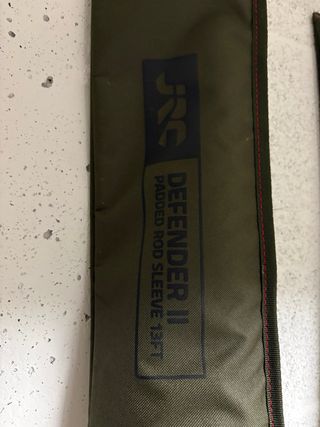 JRC
DEFENDER II
PADDED ROD SLEEVE 13FT